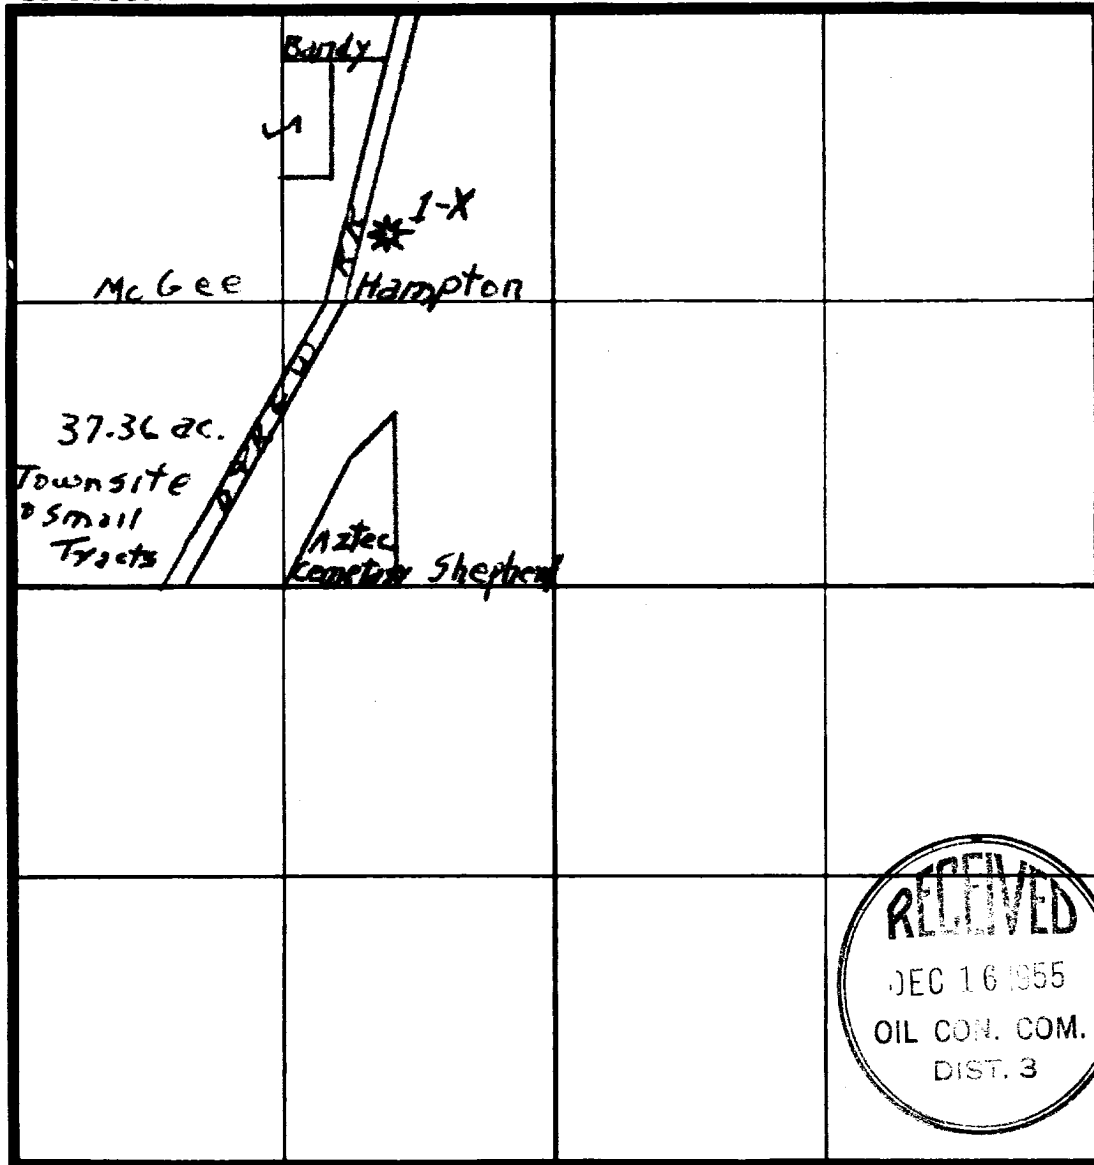 Bandy
1-X
McGee
Hampton
37.36 ac.
Townsite
& Small
Tracts
Aztec
Cemetery
Shepherd
RECEIVED
DEC 16 1955
OIL CON. COM.
DIST. 3